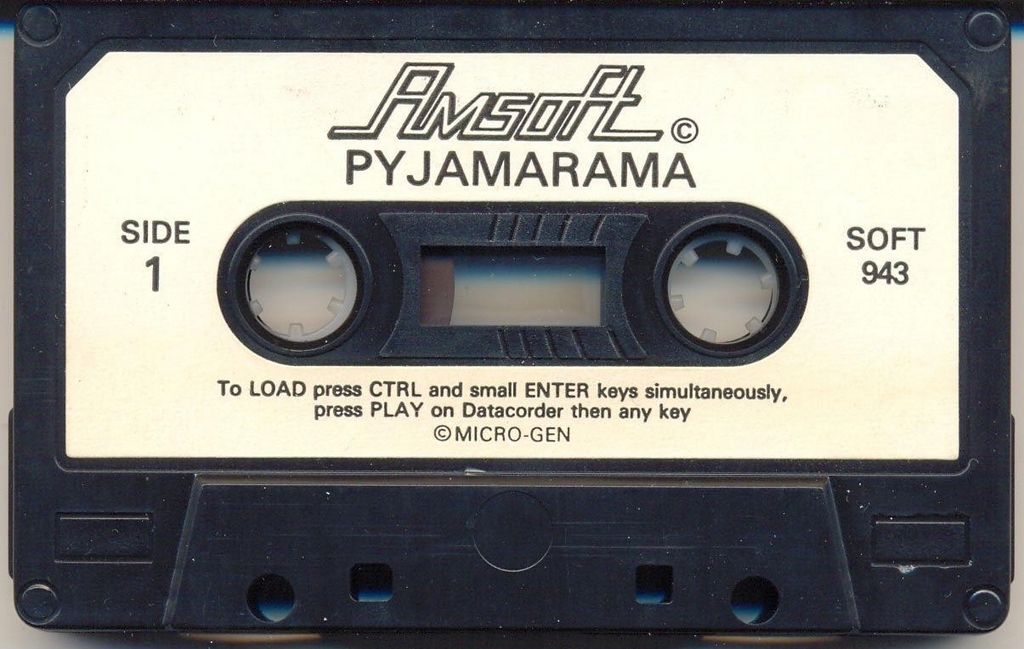 Amsoft ©
PYJAMARAMA
SIDE
1
SOFT
943
To LOAD press CTRL and small ENTER keys simultaneously,
press PLAY on Datacorder then any key
©MICRO-GEN